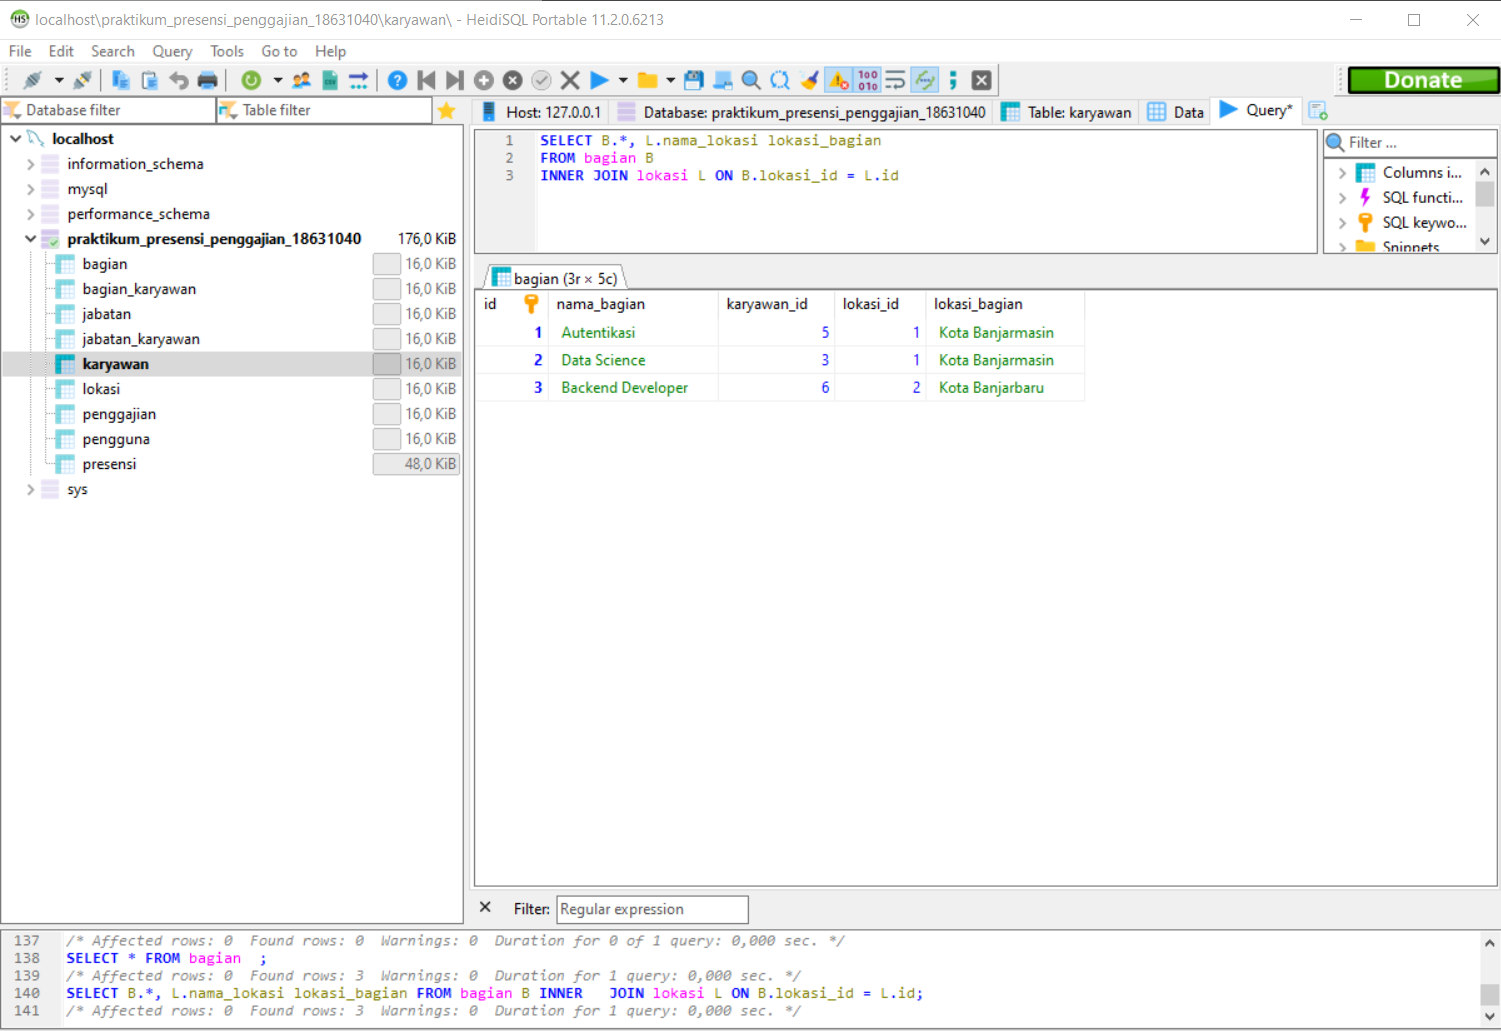 localhost\praktikum_presensi_penggajian_18631040\karyawan\ - HeidiSQL Portable 11.2.0.6213
File Edit Search Query Tools Go to Help
Donate
Database filter Table filter
Host: 127.0.0.1 Database: praktikum_presensi_penggajian_18631040 Table: karyawan Data Query*
localhost
information_schema
mysql
performance_schema
praktikum_presensi_penggajian_18631040 176,0 KiB
bagian 16,0 KiB
bagian_karyawan 16,0 KiB
jabatan 16,0 KiB
jabatan_karyawan 16,0 KiB
karyawan 16,0 KiB
lokasi 16,0 KiB
penggajian 16,0 KiB
pengguna 16,0 KiB
presensi 48,0 KiB
sys
1 SELECT B.*, L.nama_lokasi lokasi_bagian
2 FROM bagian B
3 INNER JOIN lokasi L ON B.lokasi_id = L.id
Filter ...
Columns i...
SQL functi...
SQL keywo...
Snippets
bagian (3r × 5c)
id nama_bagian karyawan_id lokasi_id lokasi_bagian
1 Autentikasi 5 1 Kota Banjarmasin
2 Data Science 3 1 Kota Banjarmasin
3 Backend Developer 6 2 Kota Banjarbaru
Filter: Regular expression
137 /* Affected rows: 0 Found rows: 0 Warnings: 0 Duration for 0 of 1 query: 0,000 sec. */
138 SELECT * FROM bagian ;
139 /* Affected rows: 0 Found rows: 3 Warnings: 0 Duration for 1 query: 0,000 sec. */
140 SELECT B.*, L.nama_lokasi lokasi_bagian FROM bagian B INNER JOIN lokasi L ON B.lokasi_id = L.id;
141 /* Affected rows: 0 Found rows: 3 Warnings: 0 Duration for 1 query: 0,000 sec. */